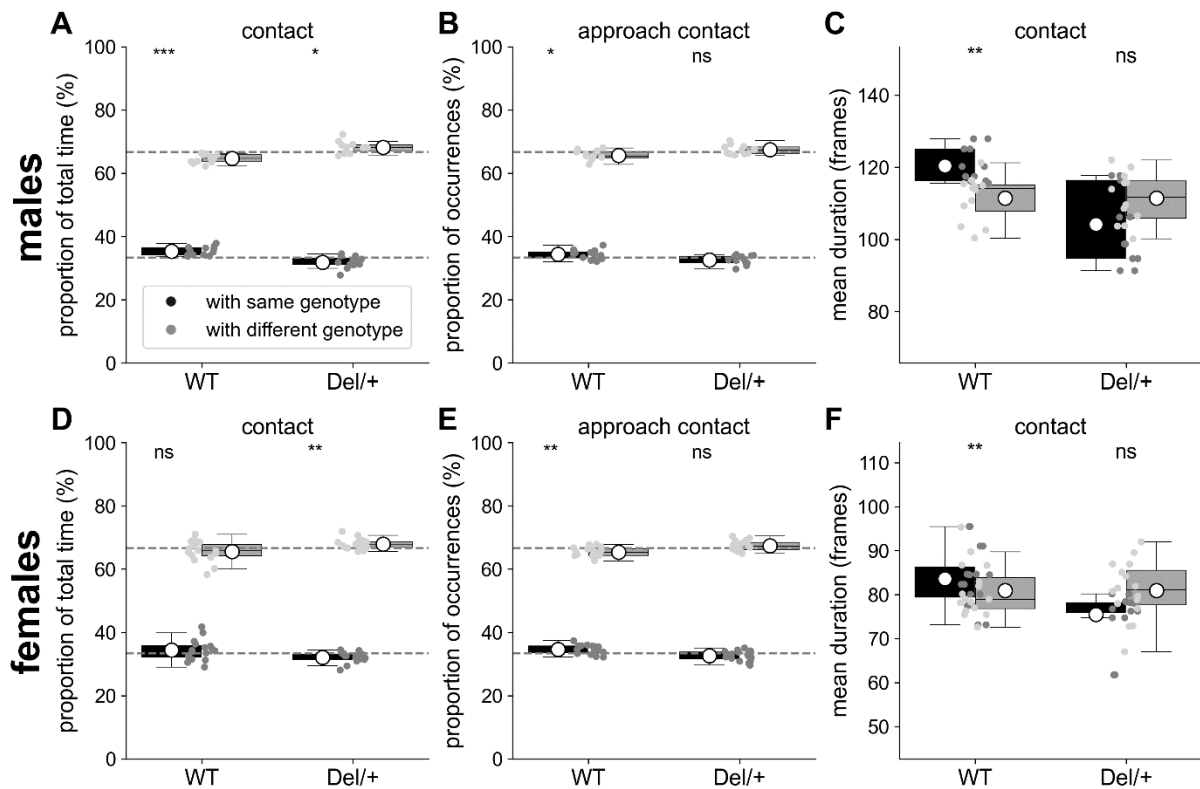 males
A
contact
proportion of total time (%)
100
80
60
40
20
0
***
*
with same genotype
with different genotype
WT
Del/+
B
approach contact
proportion of occurrences (%)
100
80
60
40
20
0
*
ns
WT
Del/+
C
contact
mean duration (frames)
140
120
100
80
**
ns
WT
Del/+
females
D
contact
proportion of total time (%)
100
80
60
40
20
0
ns
**
WT
Del/+
E
approach contact
proportion of occurrences (%)
100
80
60
40
20
0
**
ns
WT
Del/+
F
contact
mean duration (frames)
110
100
90
80
70
60
50
**
ns
WT
Del/+